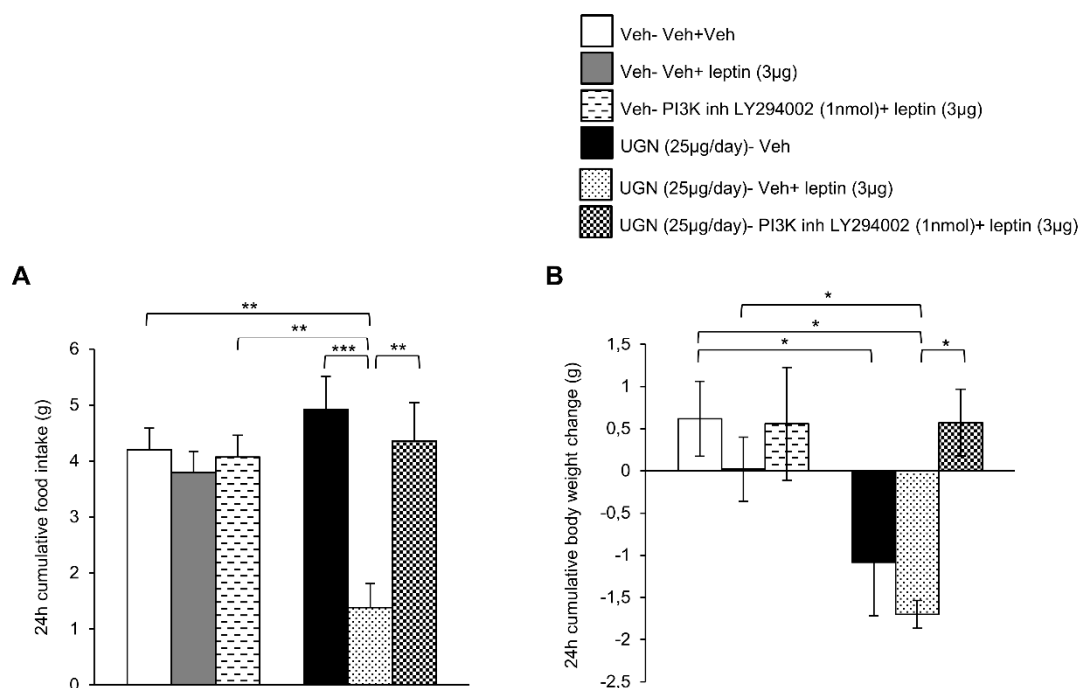 Veh- Veh+Veh
Veh- Veh+ leptin (3µg)
Veh- PI3K inh LY294002 (1nmol)+ leptin (3µg)
UGN (25µg/day)- Veh
UGN (25µg/day)- Veh+ leptin (3µg)
UGN (25µg/day)- PI3K inh LY294002 (1nmol)+ leptin (3µg)
A
**
**
***
**
6
5
4
3
2
1
0
24h cumulative food intake (g)
B
*
*
*
*
1,5
1
0,5
0
-0,5
-1
-1,5
-2
-2.5
24h cumulative body weight change (g)